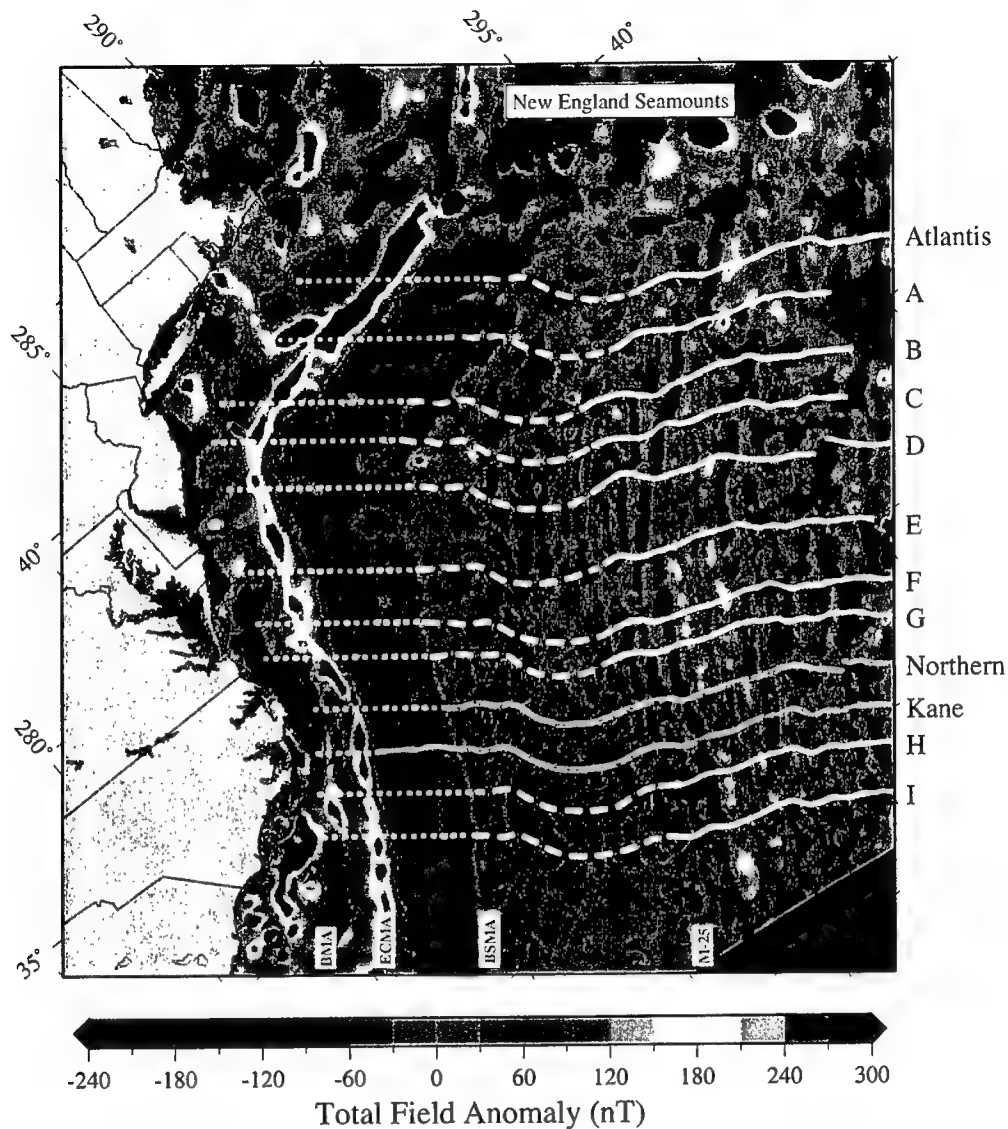 290°
295°
40°
New England Seamounts
Atlantis
A
B
C
D
E
F
G
Northern
Kane
H
I
285°
40°
280°
35°
BMA
ECMA
BSMA
M-25
-240 -180 -120 -60 0 60 120 180 240 300
Total Field Anomaly (nT)